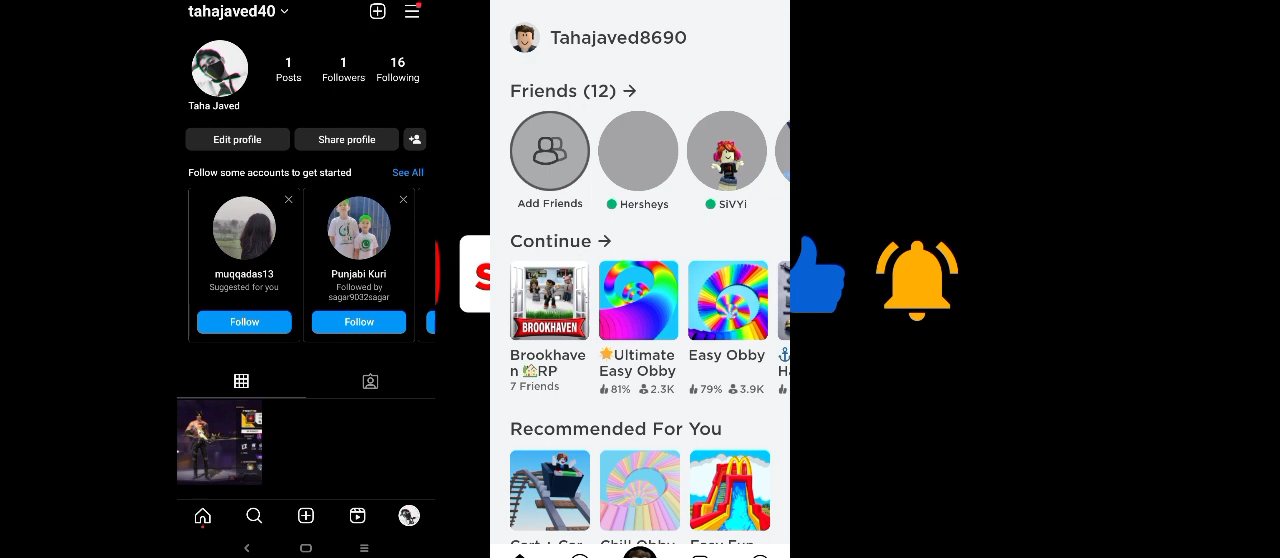 tahajaved40
1 1 16
Posts Followers Following
Taha Javed
Edit profile Share profile
Follow some accounts to get started See All
muqqadas13
Suggested for you
Follow
Punjabi Kuri
Followed by
sagar9032sagar
Follow
S
Tahajaved8690
Friends (12) →
Add Friends Hersheys SiVYi
Continue →
BROOKHAVEN
Brookhave
n 🏡RP
7 Friends
⭐Ultimate
Easy Obby
81% 2.3K
Easy Obby
79% 3.9K
Recommended For You